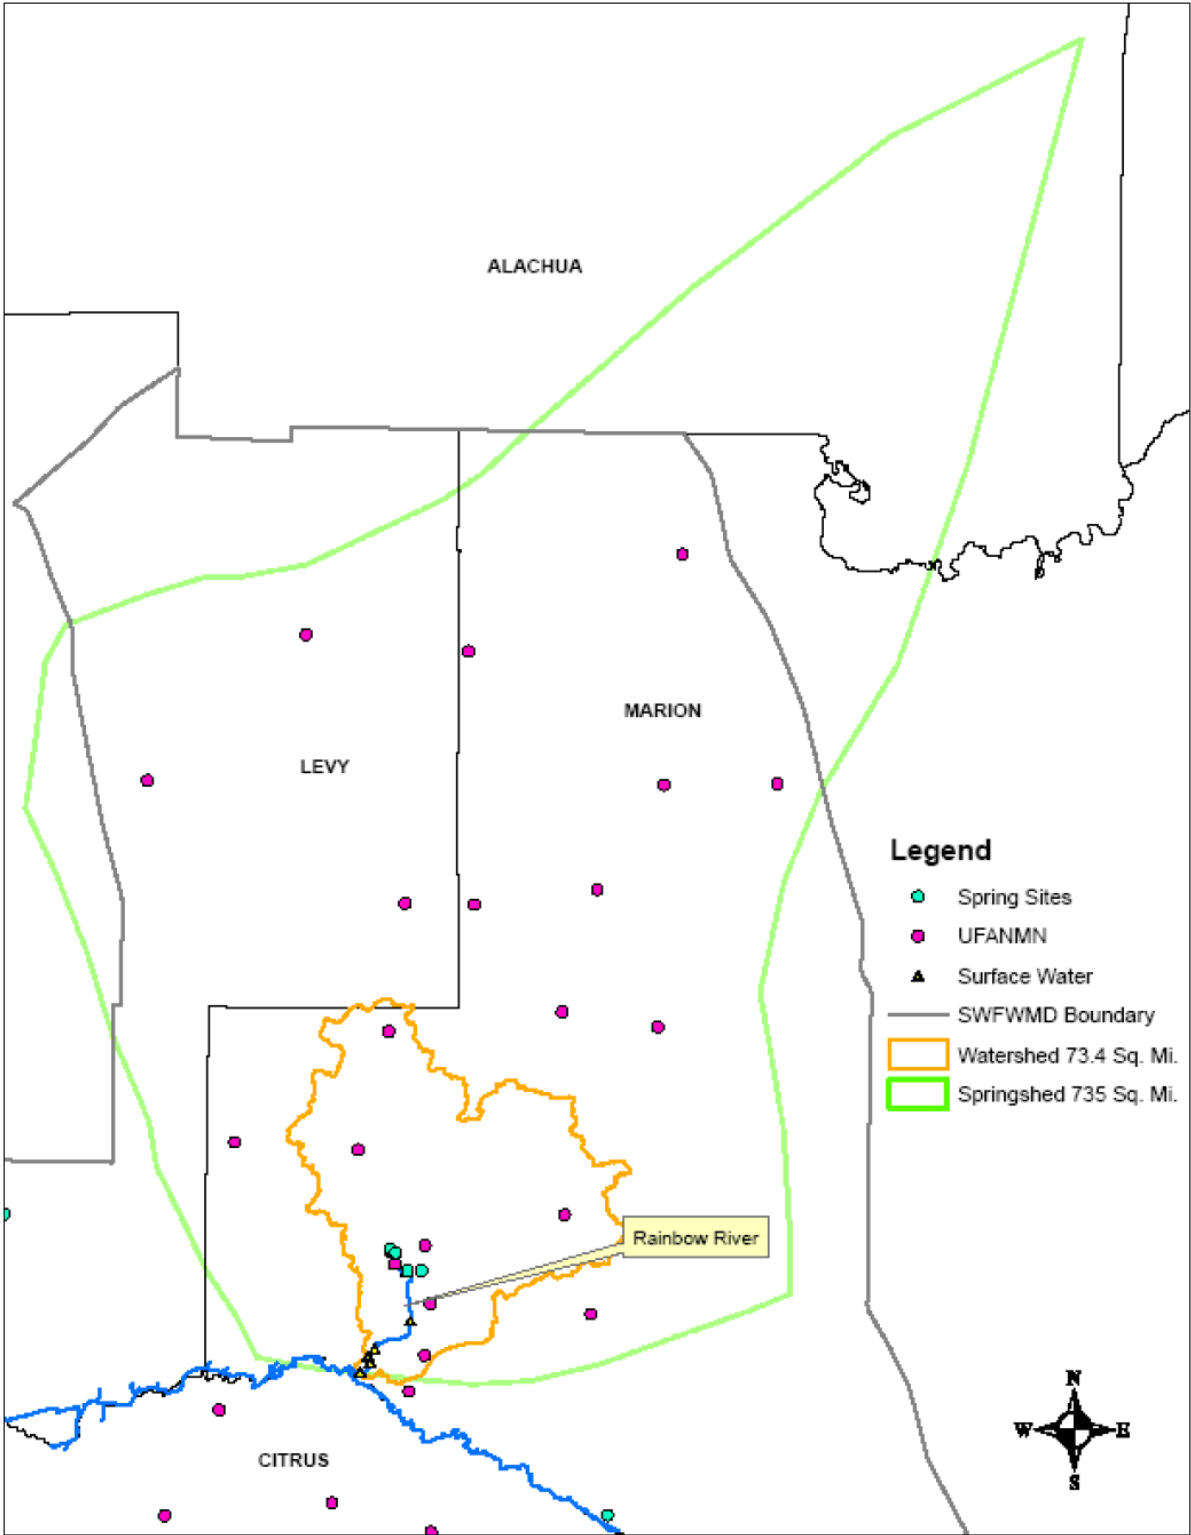 ALACHUA
MARION
LEVY
Legend
Spring Sites
UFANMN
Surface Water
SWFWMD Boundary
Watershed 73.4 Sq. Mi.
Springshed 735 Sq. Mi.
Rainbow River
N
W E
S
CITRUS